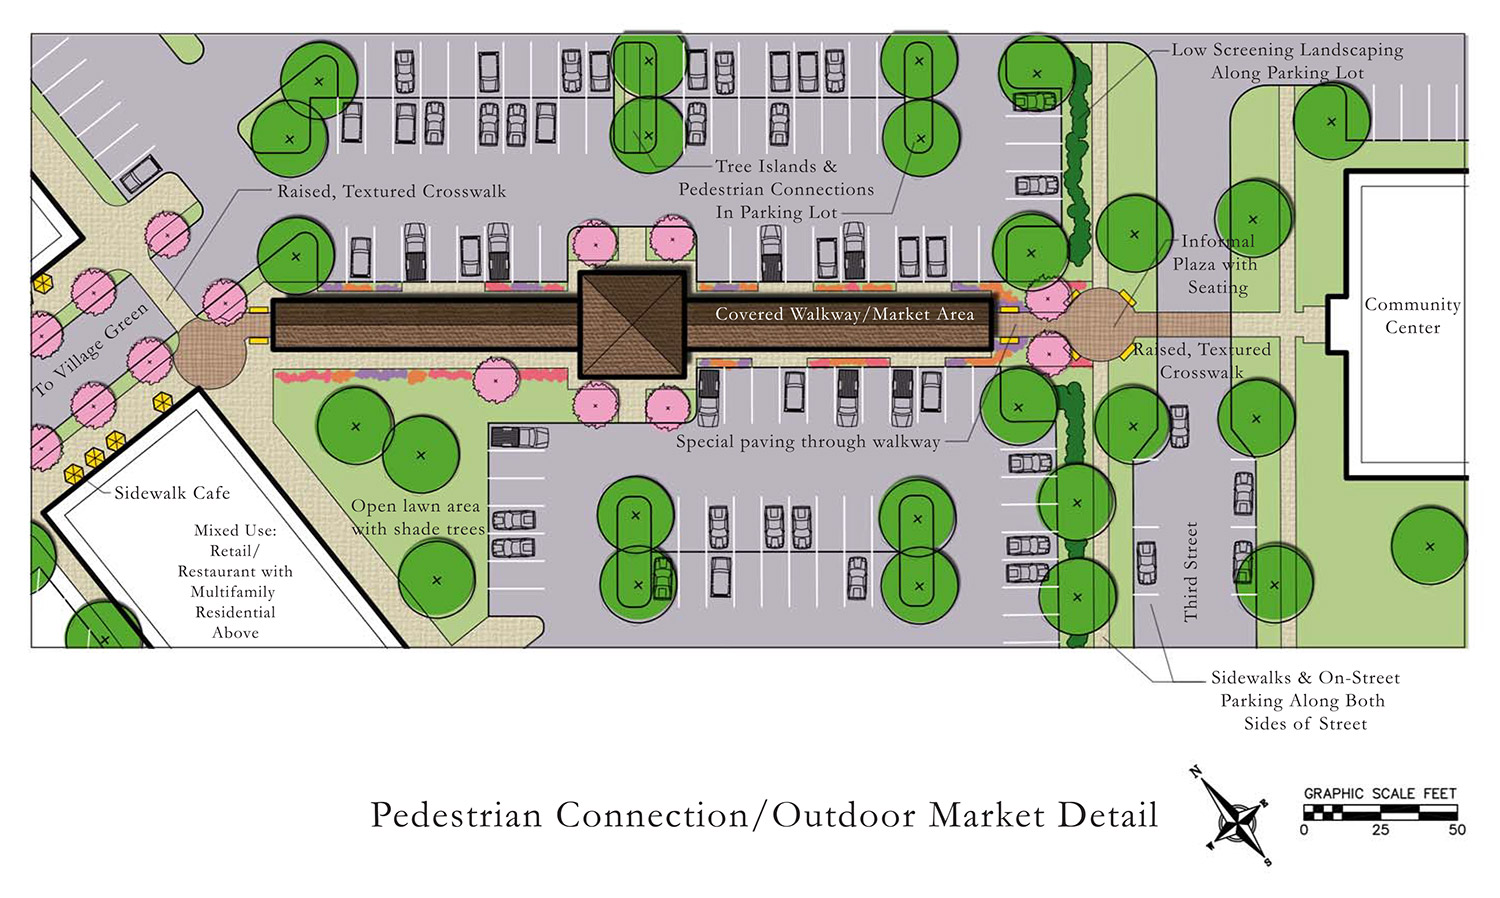 Low Screening Landscaping
Along Parking Lot
Tree Islands &
Pedestrian Connections
In Parking Lot
Raised, Textured Crosswalk
Informal
Plaza with
Seating
To Village Green
Covered Walkway/Market Area
Community
Center
Raised, Textured
Crosswalk
Special paving through walkway
Sidewalk Cafe
Open lawn area
with shade trees
Mixed Use:
Retail/
Restaurant with
Multifamily
Residential
Above
Third Street
Sidewalks & On-Street
Parking Along Both
Sides of Street
Pedestrian Connection/Outdoor Market Detail
N
E
W
S
GRAPHIC SCALE FEET
0 25 50